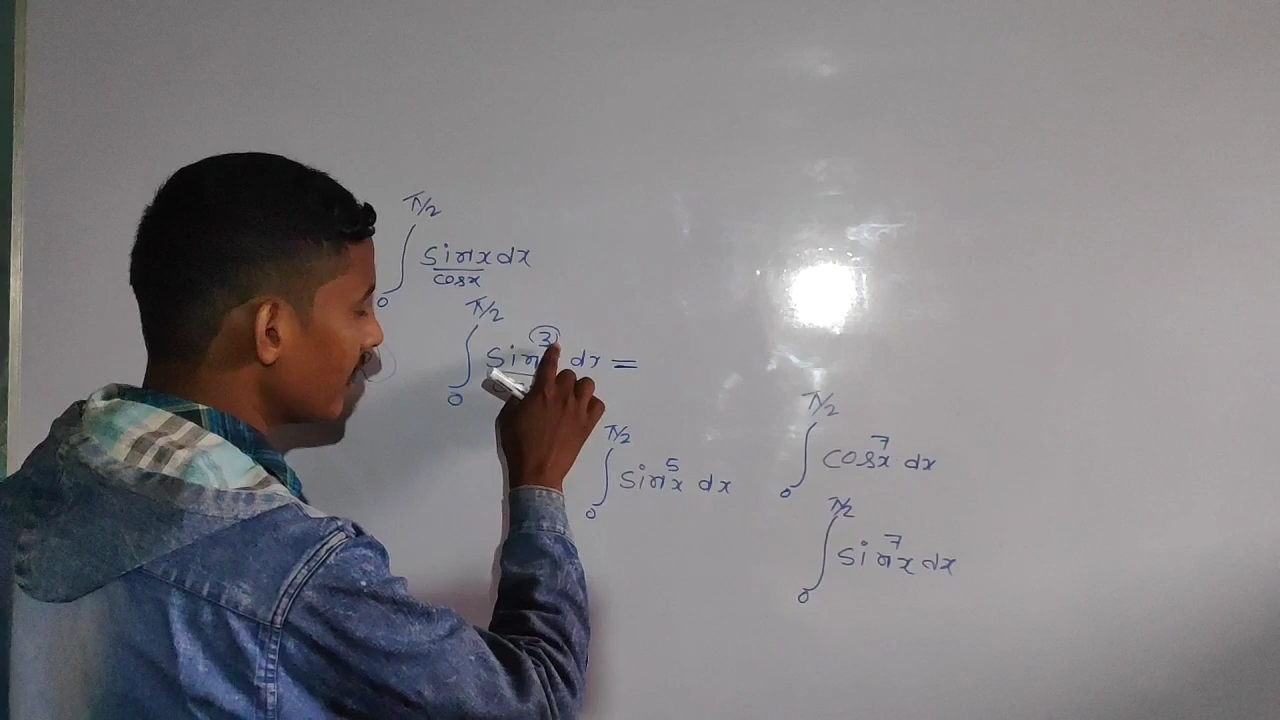 π/2
∫ sinx dx
cosx
0
π/2
∫ sin③ dx =
0
π/2
∫ sin⁵x dx
0
π/2
∫ cos⁷x dx
0
π/2
∫ sin⁷x dx
0